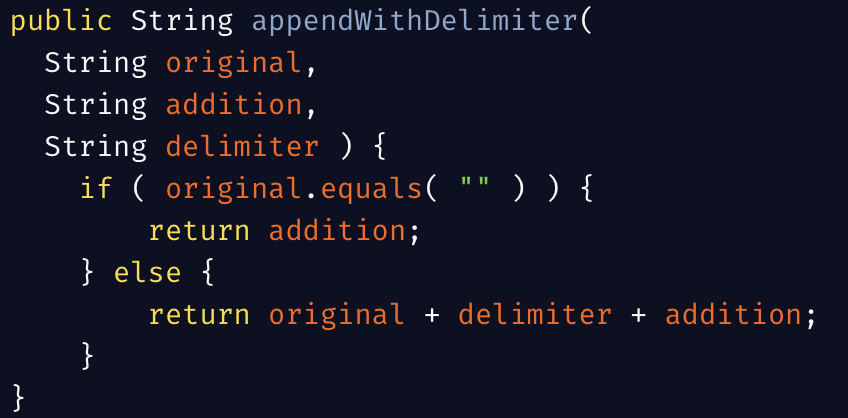 public String appendWithDelimiter(
  String original,
  String addition,
  String delimiter ) {
    if ( original.equals( "" ) ) {
        return addition;
    } else {
        return original + delimiter + addition;
    }
}